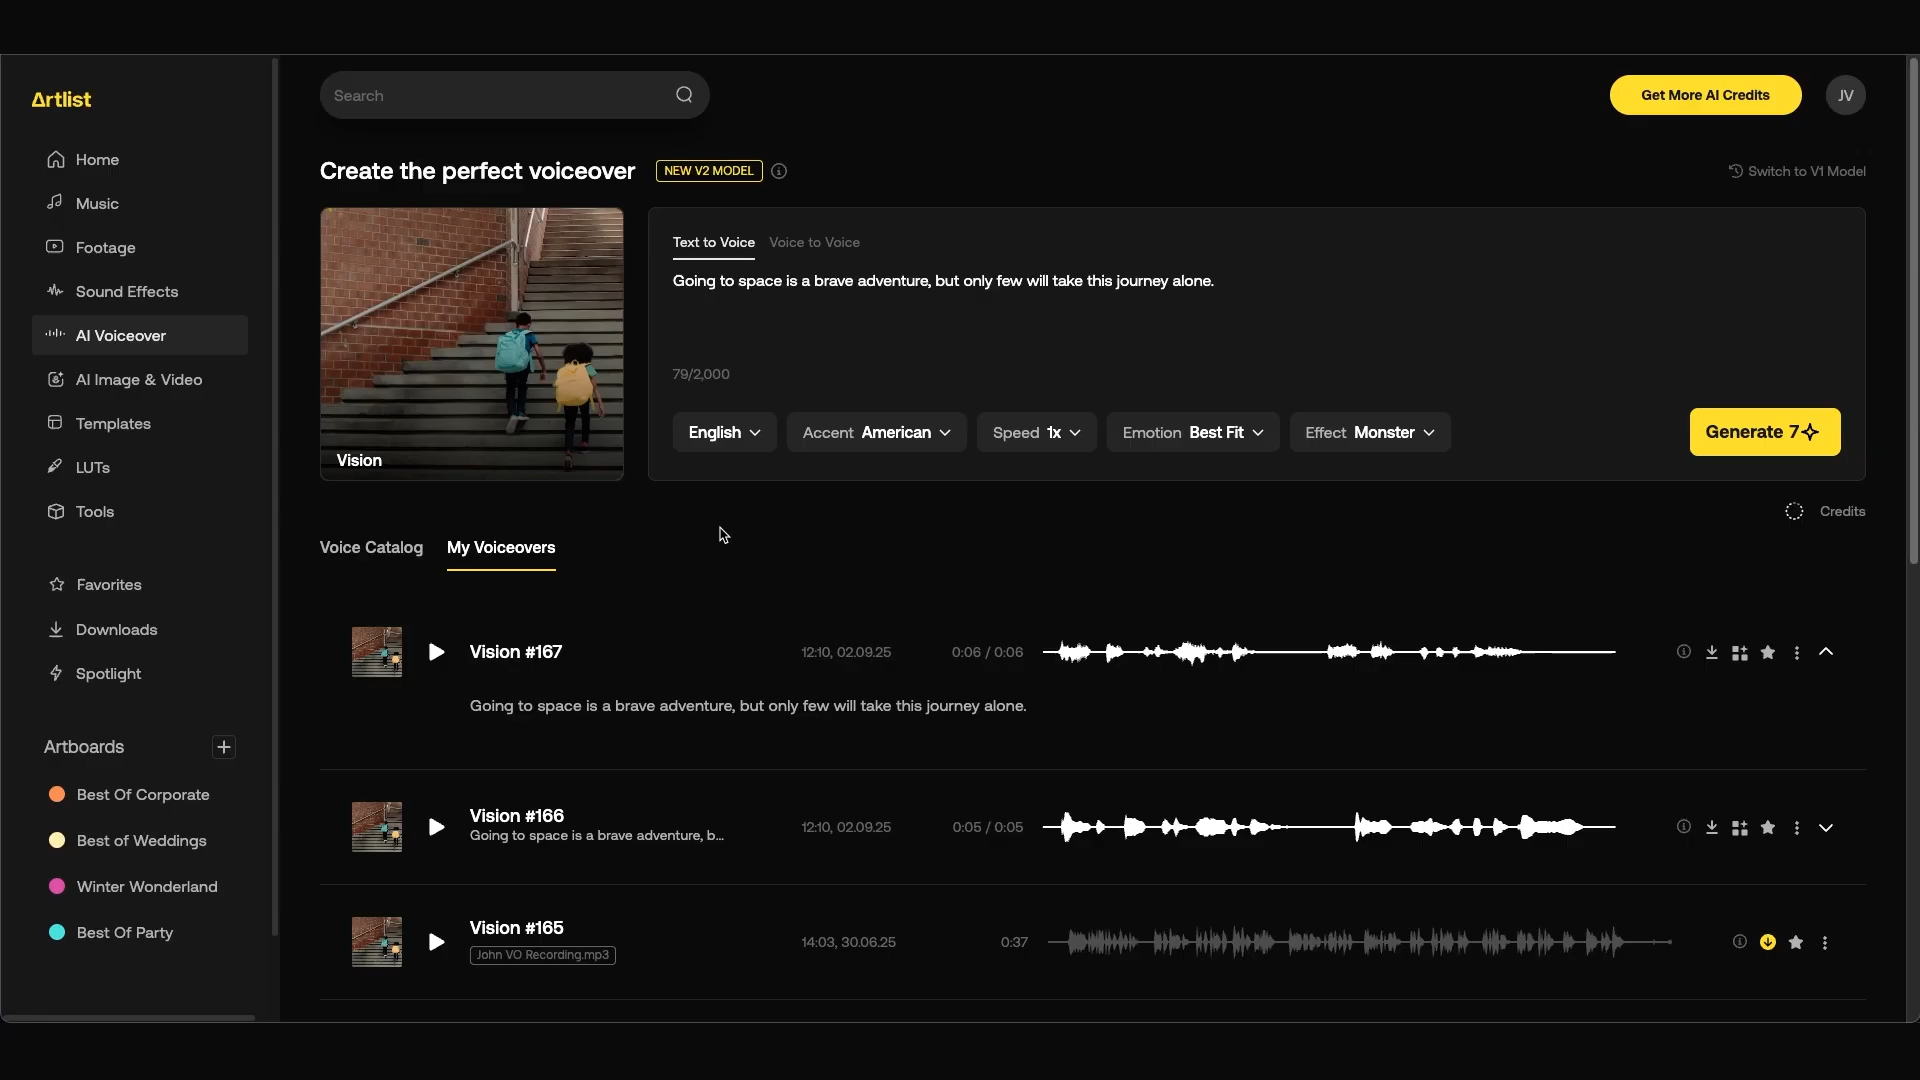 Artlist
Search
Get More AI Credits
JV
Home
Music
Footage
Sound Effects
AI Voiceover
AI Image & Video
Templates
LUTs
Tools
Favorites
Downloads
Spotlight
Artboards
Best Of Corporate
Best of Weddings
Winter Wonderland
Best Of Party
Create the perfect voiceover
NEW V2 MODEL
Switch to V1 Model
Vision
Text to Voice Voice to Voice
Going to space is a brave adventure, but only few will take this journey alone.
79/2,000
English Accent American Speed 1x Emotion Best Fit Effect Monster
Generate 7
Credits
Voice Catalog My Voiceovers
Vision #167 12:10, 02.09.25 0:06 / 0:06
Going to space is a brave adventure, but only few will take this journey alone.
Vision #166
Going to space is a brave adventure, b...
12:10, 02.09.25 0:05 / 0:05
Vision #165
John VO Recording.mp3
14:03, 30.06.25 0:37